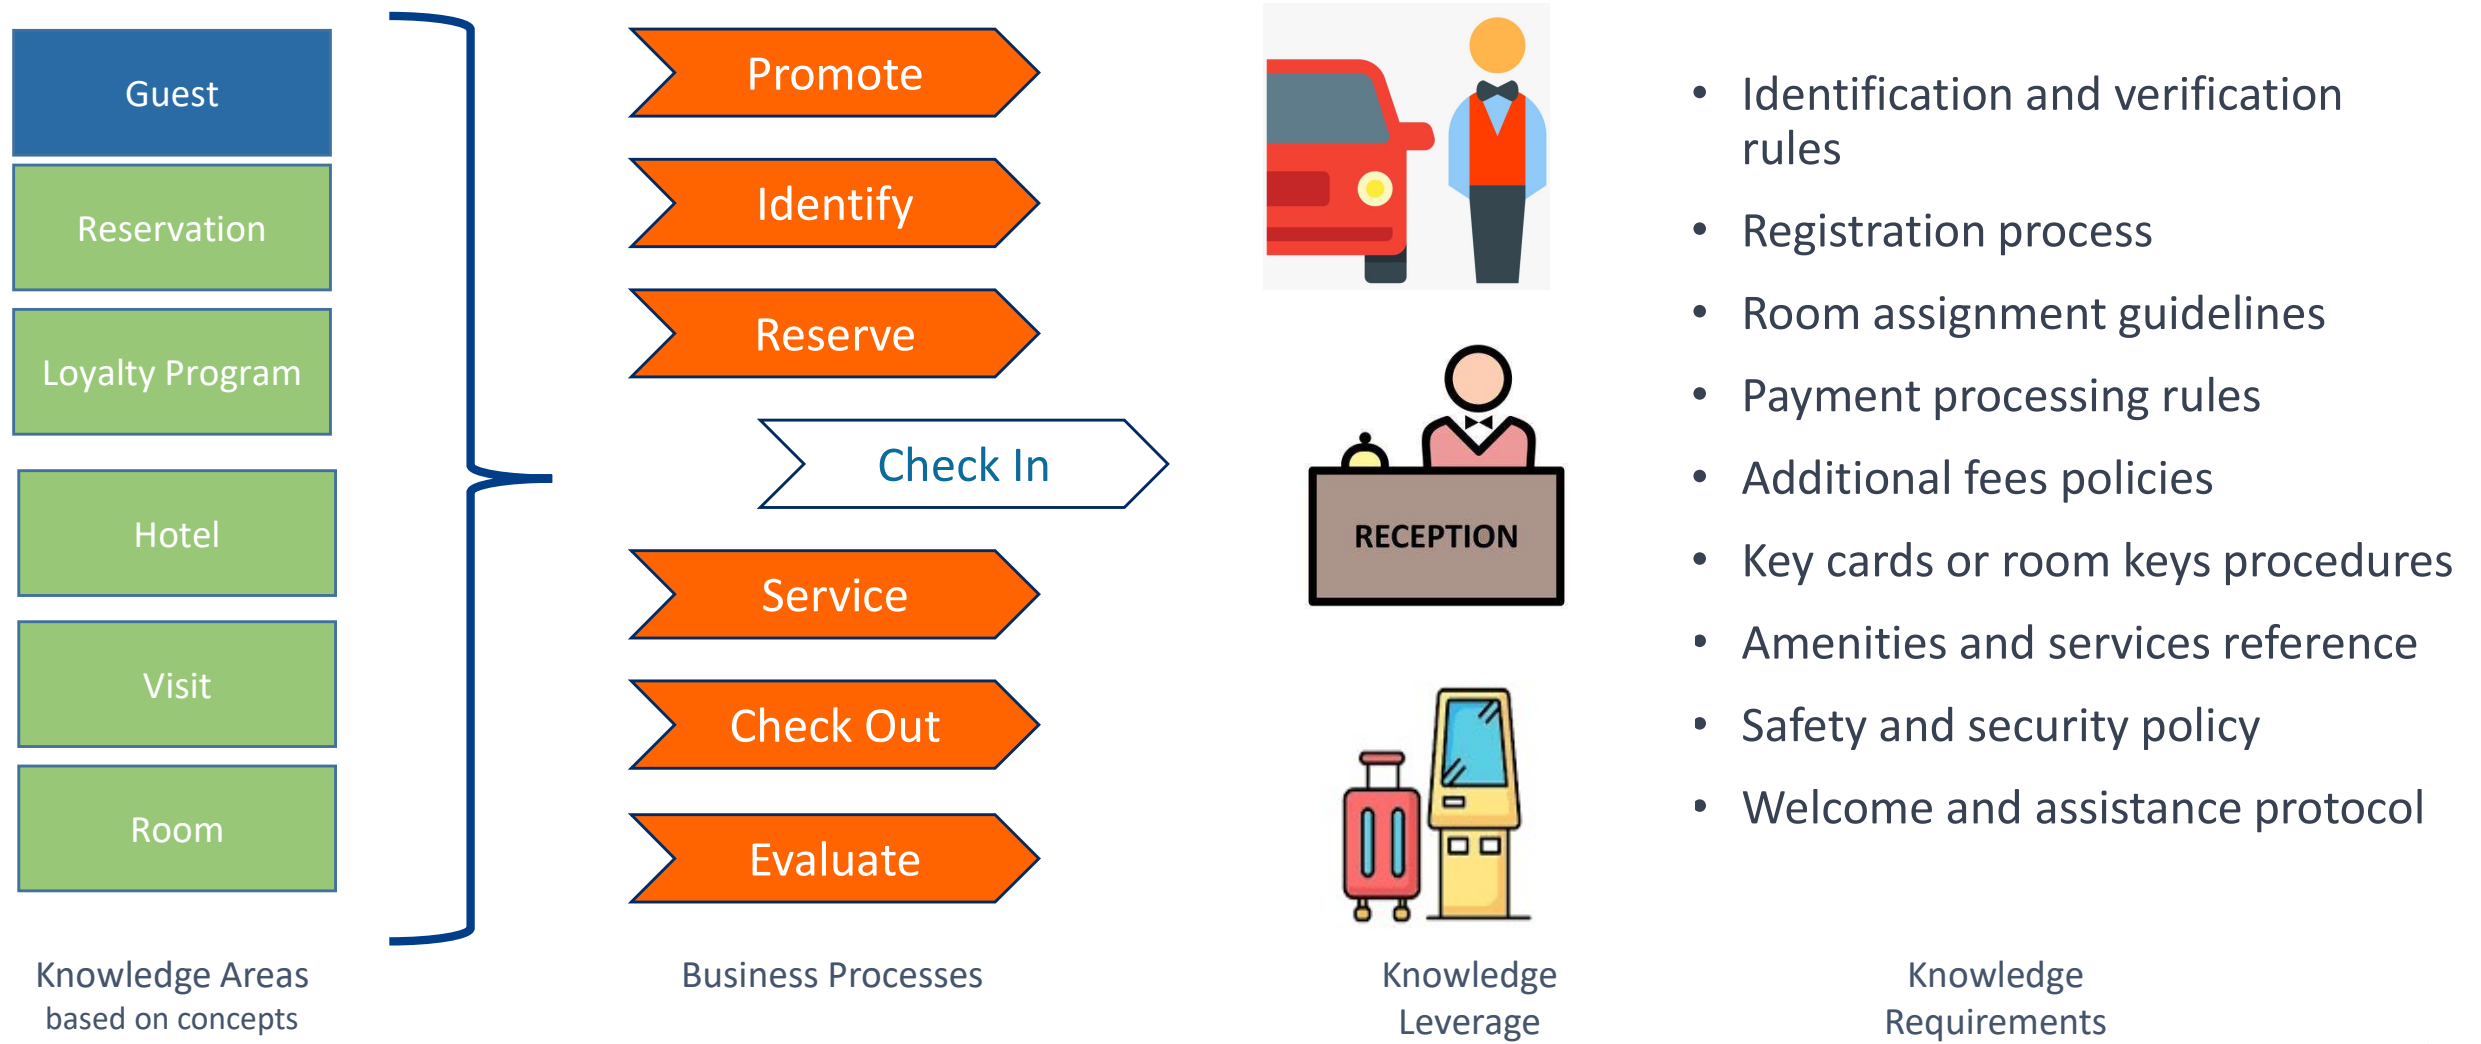 Guest
Reservation
Loyalty Program
Hotel
Visit
Room
Knowledge Areas
based on concepts
Promote
Identify
Reserve
Check In
Service
Check Out
Evaluate
Business Processes
RECEPTION
Knowledge
Leverage
• Identification and verification
rules
• Registration process
• Room assignment guidelines
• Payment processing rules
• Additional fees policies
• Key cards or room keys procedures
• Amenities and services reference
• Safety and security policy
• Welcome and assistance protocol
Knowledge
Requirements